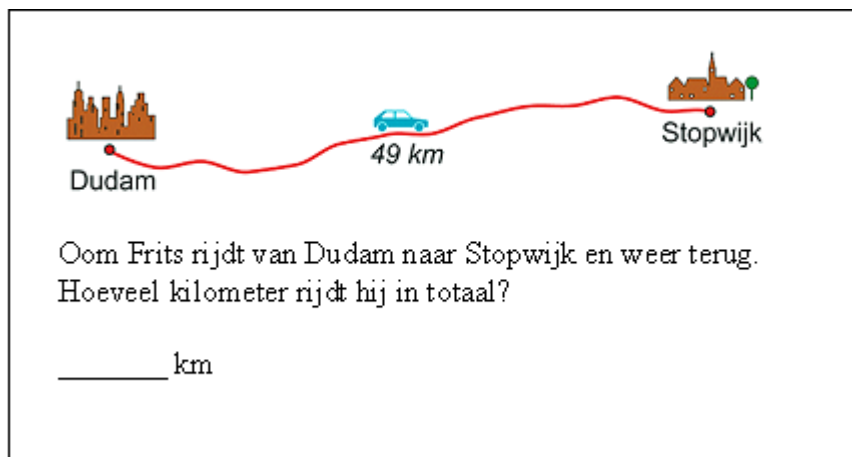 Stopwijk
49 km
Dudam
Oom Frits rijdt van Dudam naar Stopwijk en weer terug.
Hoeveel kilometer rijdt hij in totaal?
_______ km